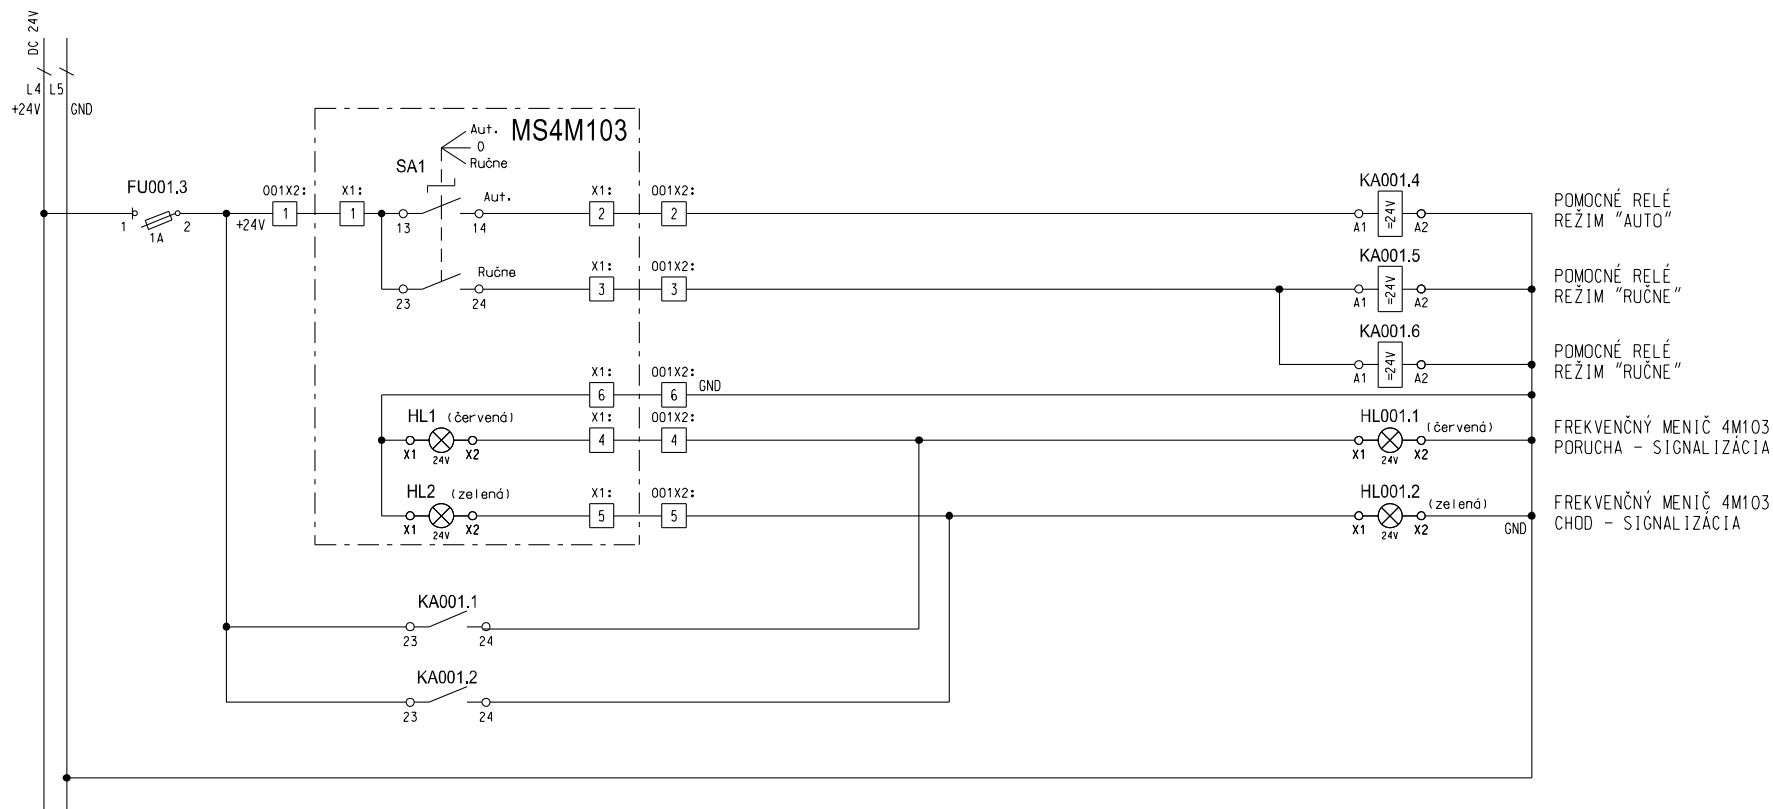 DC 24V
L4 L5
+24V GND
MS4M103
Aut.
0
Ručne
SA1
FU001.3
1 2
1A
+24V
001X2:
1
X1:
1
13 14
Aut.
X1:
2
001X2:
2
KA001.4
A1 =24V A2
POMOCNÉ RELÉ
REŽIM "AUTO"
23 24
Ručne
X1:
3
001X2:
3
KA001.5
A1 =24V A2
POMOCNÉ RELÉ
REŽIM "RUČNE"
KA001.6
A1 =24V A2
POMOCNÉ RELÉ
REŽIM "RUČNE"
X1:
6
001X2:
6
GND
HL1 (červená)
X1 24V X2
X1:
4
001X2:
4
HL001.1 (červená)
X1 24V X2
FREKVENČNÝ MENIČ 4M103
PORUCHA - SIGNALIZÁCIA
HL2 (zelená)
X1 24V X2
X1:
5
001X2:
5
HL001.2 (zelená)
X1 24V X2
GND
FREKVENČNÝ MENIČ 4M103
CHOD - SIGNALIZÁCIA
KA001.1
23 24
KA001.2
23 24